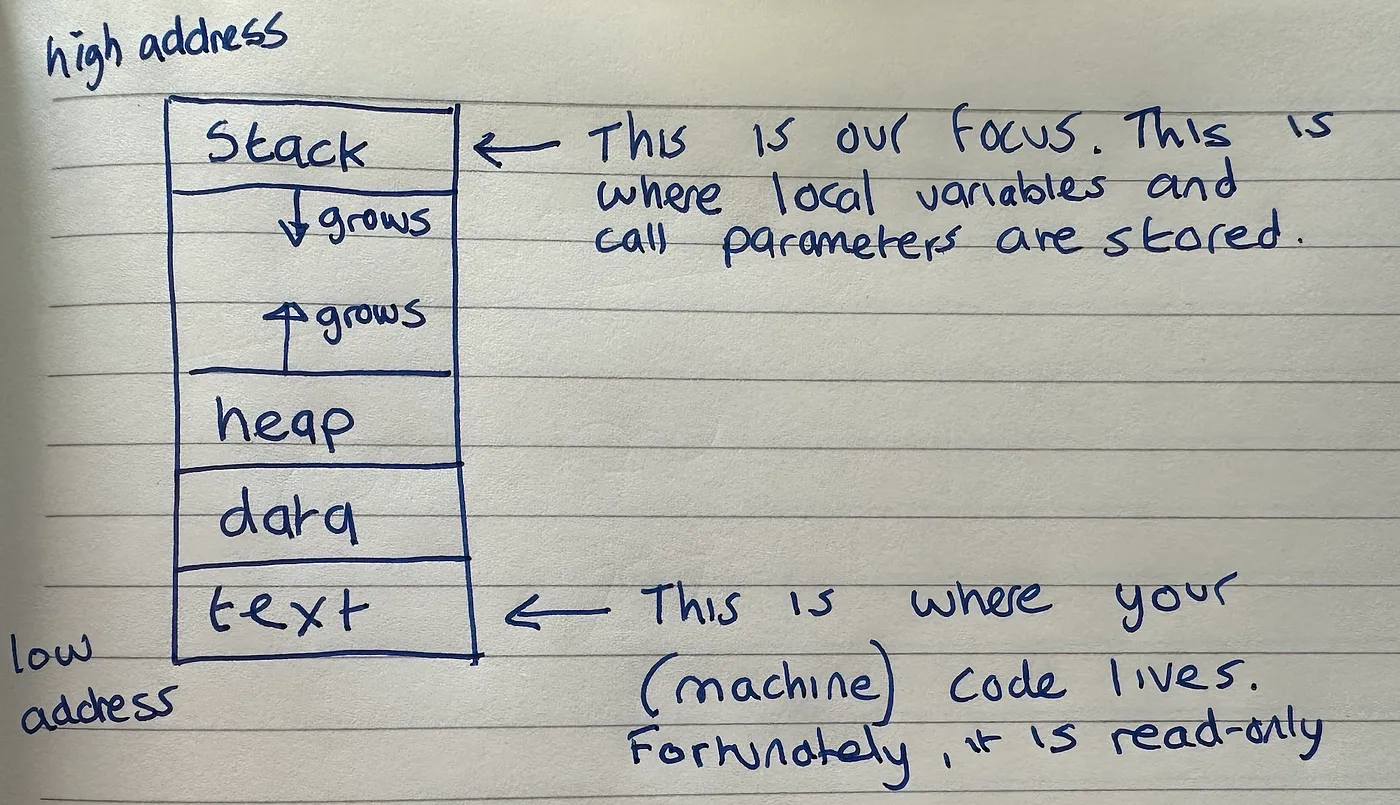 high address
Stack
← This is our focus. This is
where local variables and
call parameters are stored.
grows
grows
heap
data
text
← This is where your
(machine) code lives.
Fortunately, it is read-only
low
address